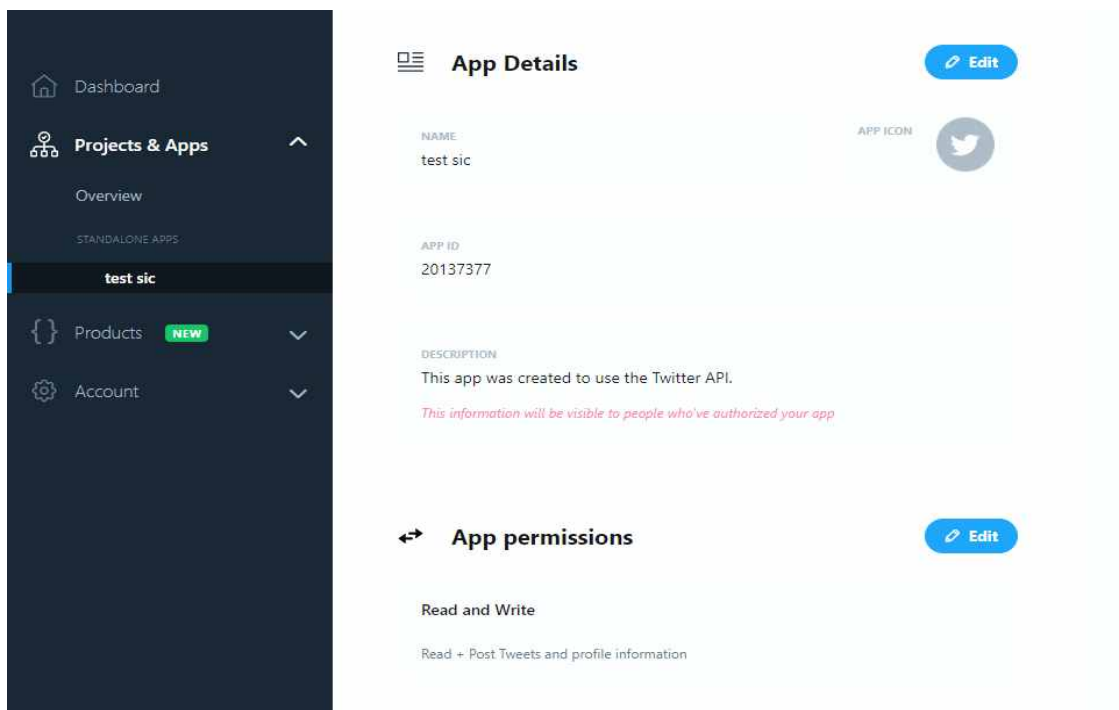 Dashboard
Projects & Apps
Overview
STANDALONE APPS
test sic
Products NEW
Account
App Details
Edit
NAME
test sic
APP ICON
APP ID
20137377
DESCRIPTION
This app was created to use the Twitter API.
This information will be visible to people who've authorized your app
App permissions
Edit
Read and Write
Read + Post Tweets and profile information